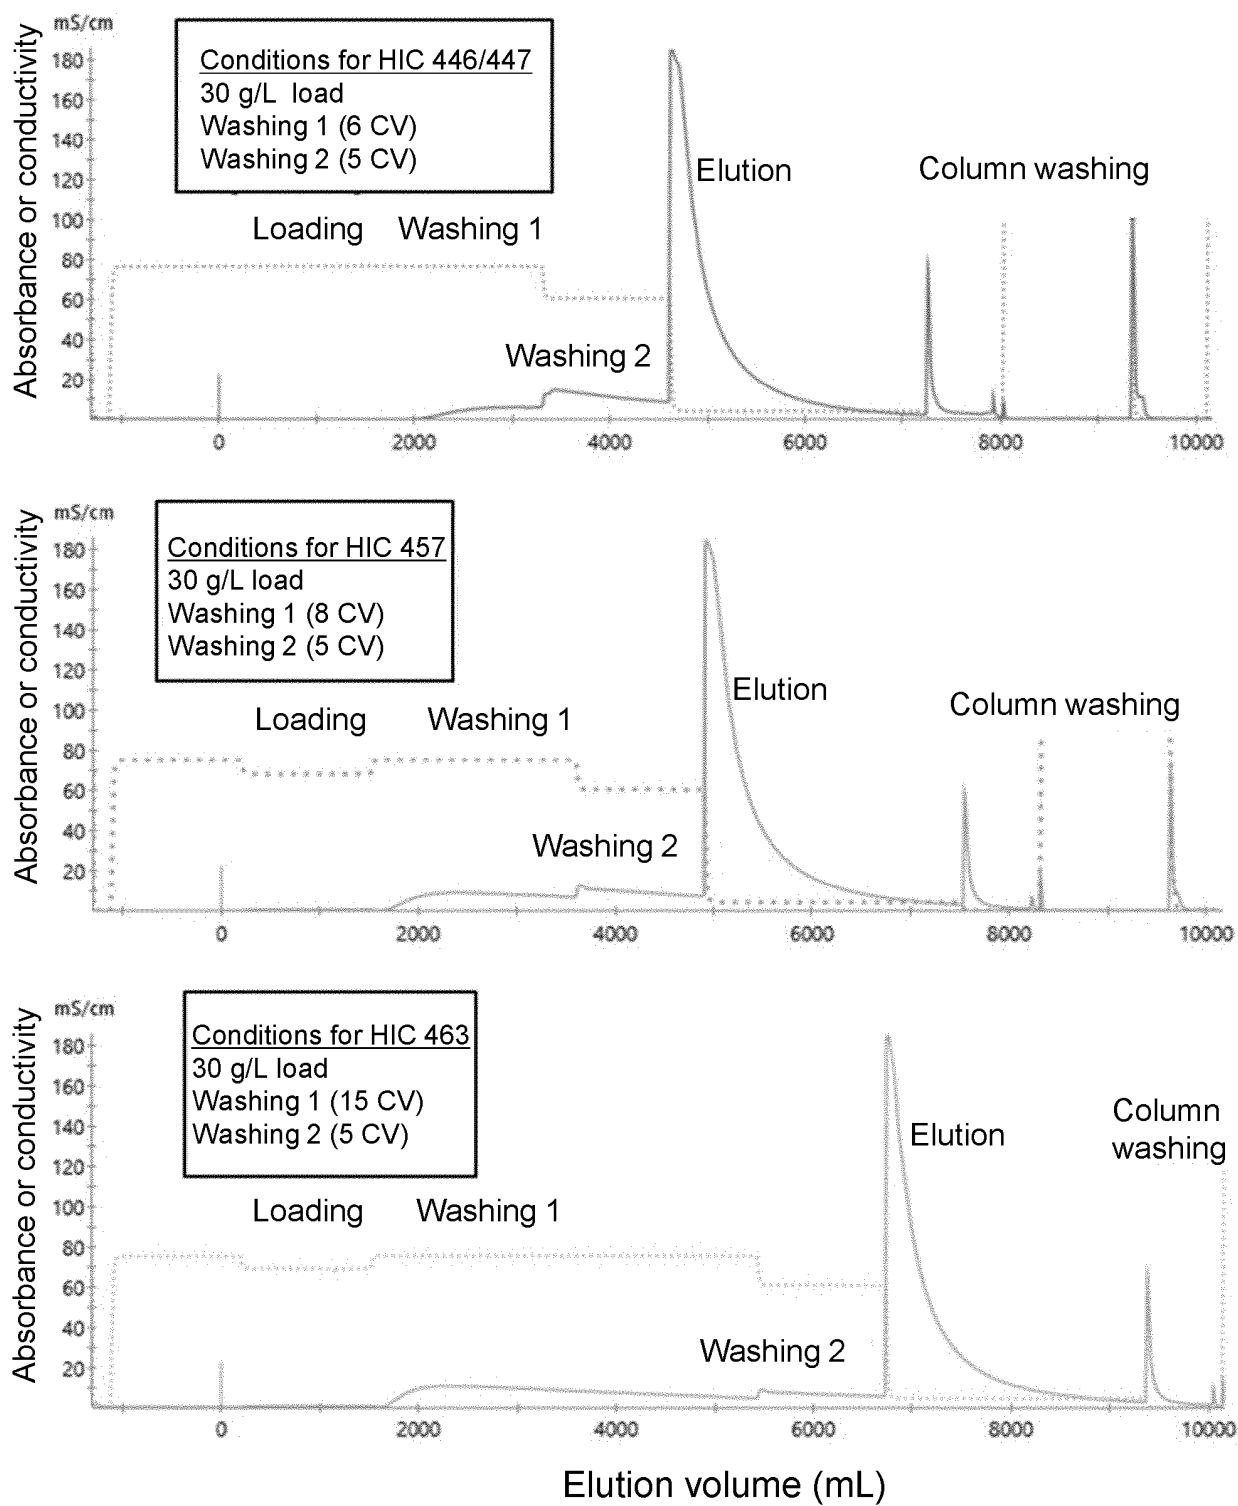 mS/cm
Absorbance or conductivity
180
160
140
120
100
80
60
40
20
Conditions for HIC 446/447
30 g/L load
Washing 1 (6 CV)
Washing 2 (5 CV)
Loading Washing 1
Washing 2
Elution
Column washing
0 2000 4000 6000 8000 10000
mS/cm
Absorbance or conductivity
180
160
140
120
100
80
60
40
20
Conditions for HIC 457
30 g/L load
Washing 1 (8 CV)
Washing 2 (5 CV)
Loading Washing 1
Washing 2
Elution
Column washing
0 2000 4000 6000 8000 10000
mS/cm
Absorbance or conductivity
180
160
140
120
100
80
60
40
20
Conditions for HIC 463
30 g/L load
Washing 1 (15 CV)
Washing 2 (5 CV)
Loading Washing 1
Washing 2
Elution
Column
washing
0 2000 4000 6000 8000 10000
Elution volume (mL)